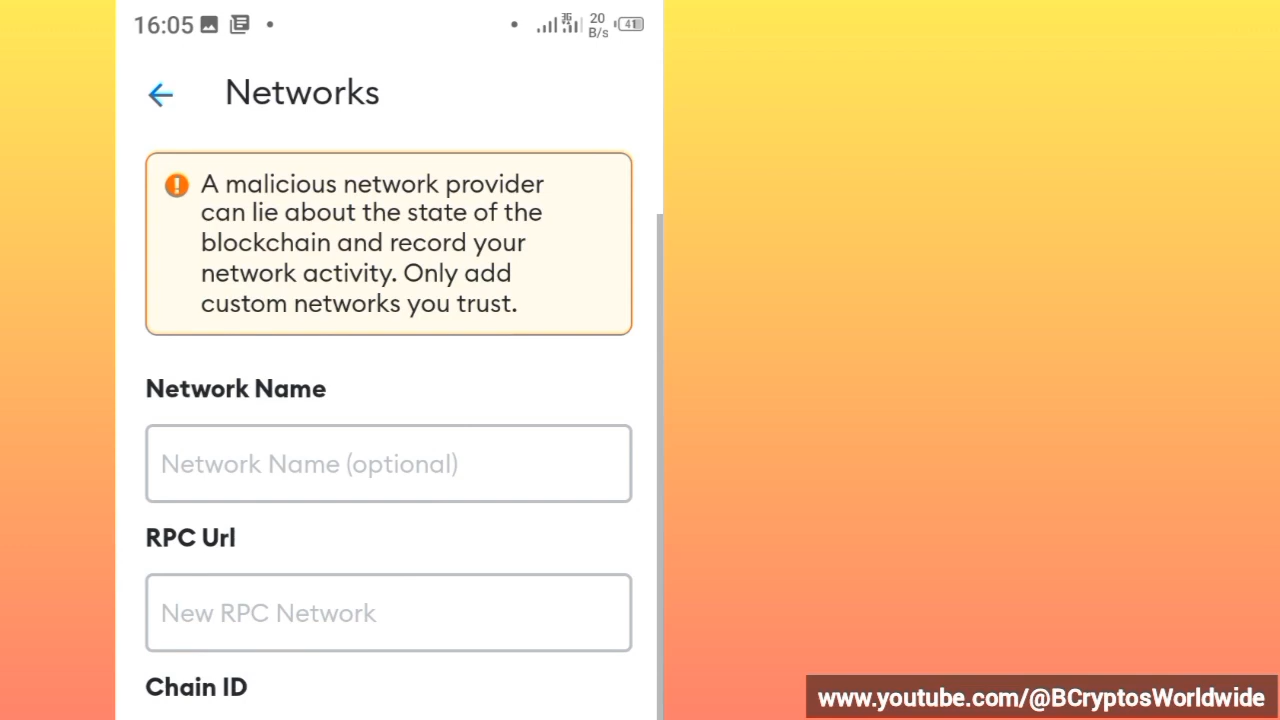 16:05
20
B/s
41
Networks
A malicious network provider
can lie about the state of the
blockchain and record your
network activity. Only add
custom networks you trust.
Network Name
Network Name (optional)
RPC Url
New RPC Network
Chain ID
www.youtube.com/@BCryptosWorldwide